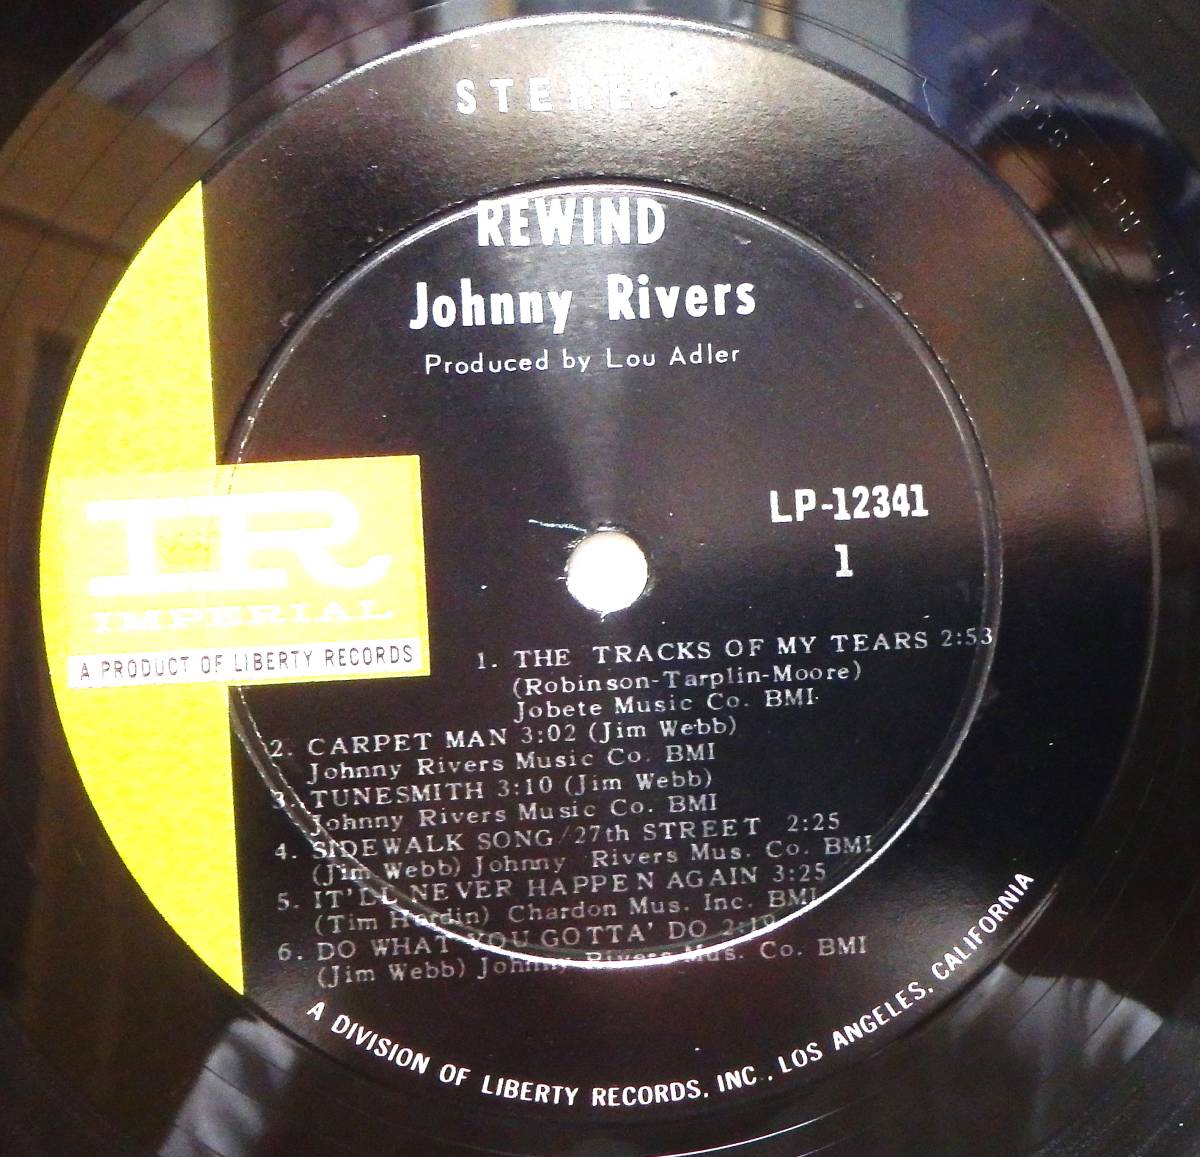 STEREO
REWIND
Johnny Rivers
Produced by Lou Adler
LP-12341
1
IR
IMPERIAL
A PRODUCT OF LIBERTY RECORDS
1. THE TRACKS OF MY TEARS 2:53
(Robinson-Tarplin-Moore)
Jobete Music Co. BMI
2. CARPET MAN 3:02 (Jim Webb)
Johnny Rivers Music Co. BMI
3. TUNESMITH 3:10 (Jim Webb)
Johnny Rivers Music Co. BMI
4. SIDEWALK SONG/27th STREET 2:25
(Jim Webb) Johnny Rivers Mus. Co. BMI
5. IT'LL NEVER HAPPEN AGAIN 3:25
(Tim Hardin) Chardon Mus. Inc. BMI
6. DO WHAT YOU GOTTA' DO 2:19
(Jim Webb) Johnny Rivers Mus. Co. BMI
A DIVISION OF LIBERTY RECORDS, INC., LOS ANGELES, CALIFORNIA